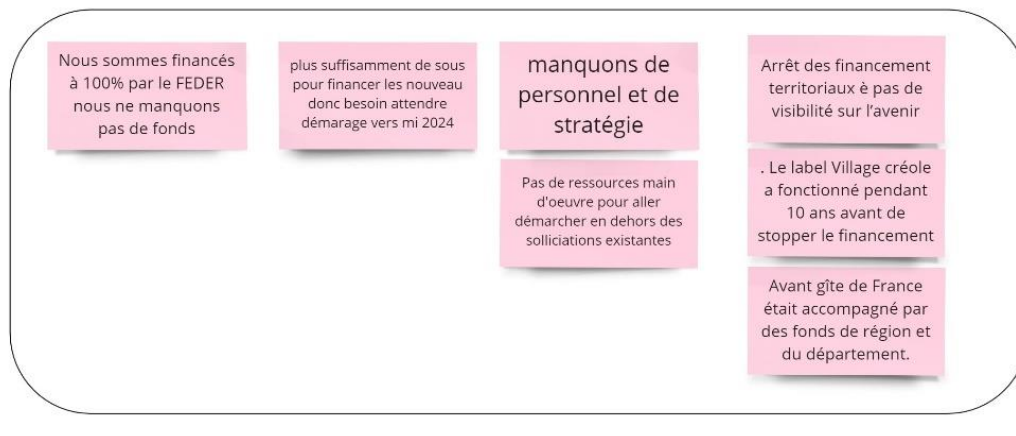 Nous sommes financés
à 100% par le FEDER
nous ne manquons
pas de fonds
plus suffisamment de sous
pour financer les nouveau
donc besoin attendre
démarage vers mi 2024
manquons de
personnel et de
stratégie
Pas de ressources main
d'oeuvre pour aller
démarcher en dehors des
solliciations existantes
Arrêt des financement
territoriaux è pas de
visibilité sur l’avenir
. Le label Village créole
a fonctionné pendant
10 ans avant de
stopper le financement
Avant gîte de France
était accompagné par
des fonds de région et
du département.